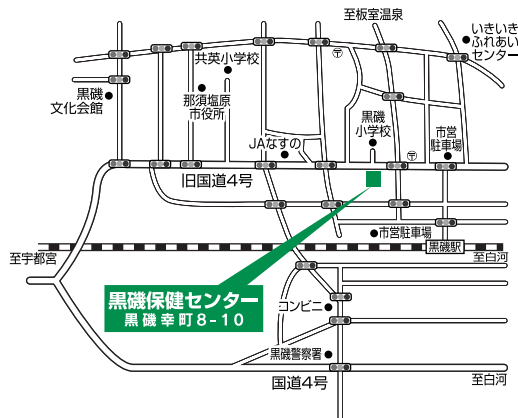 至板室温泉
いきいき
ふれあい
センター
〒
共英小学校
黒磯
文化会館
那須塩原
市役所
黒磯
小学校
JAなすの
〒
市営
駐車場
旧国道4号
市営駐車場
黒磯駅
至宇都宮
至白河
黒磯保健センター
黒磯幸町8-10
コンビニ
黒磯警察署
国道4号
至白河